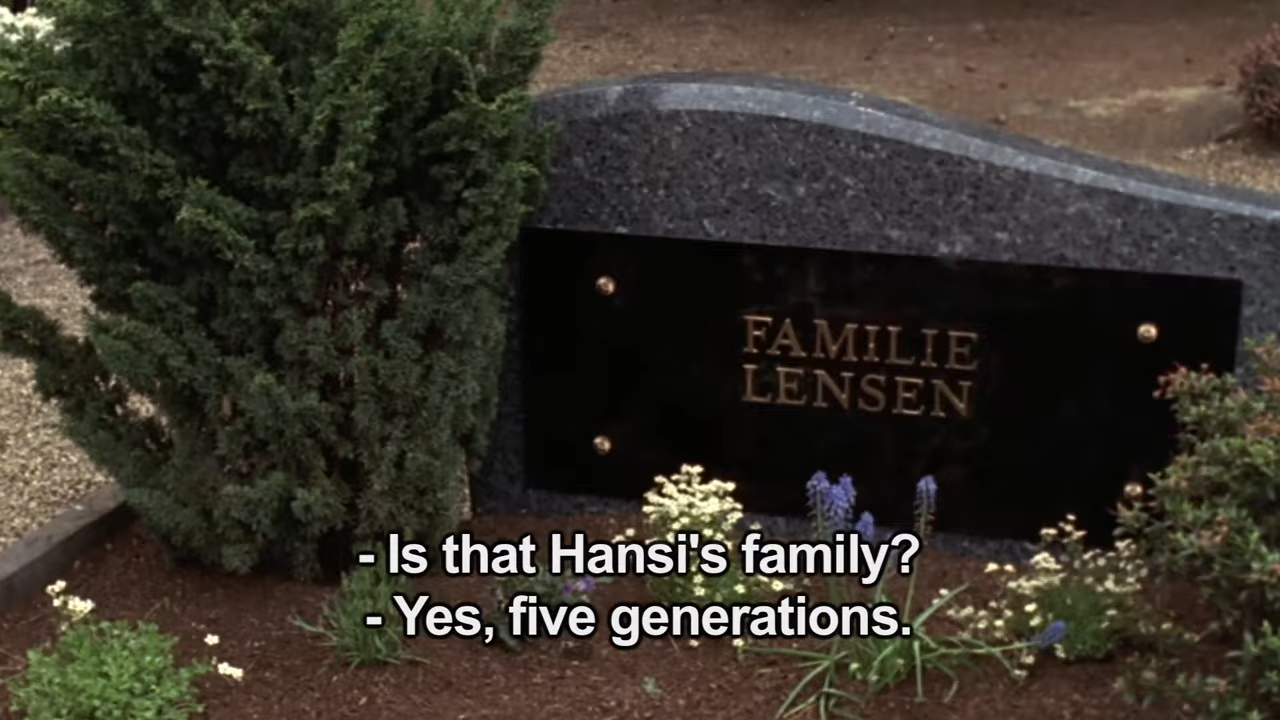 FAMILIE
LENSEN
- Is that Hansi's family?
- Yes, five generations.